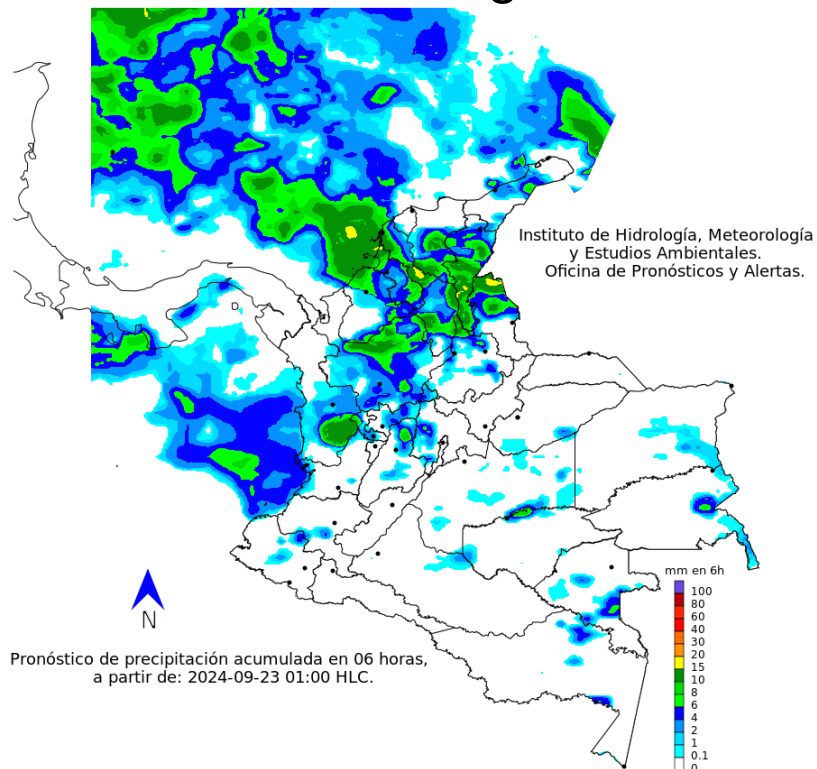 Instituto de Hidrología, Meteorología
y Estudios Ambientales.
Oficina de Pronósticos y Alertas.
mm en 6h
100
80
60
40
30
20
15
10
8
6
4
2
1
0.1
0
N
Pronóstico de precipitación acumulada en 06 horas,
a partir de: 2024-09-23 01:00 HLC.